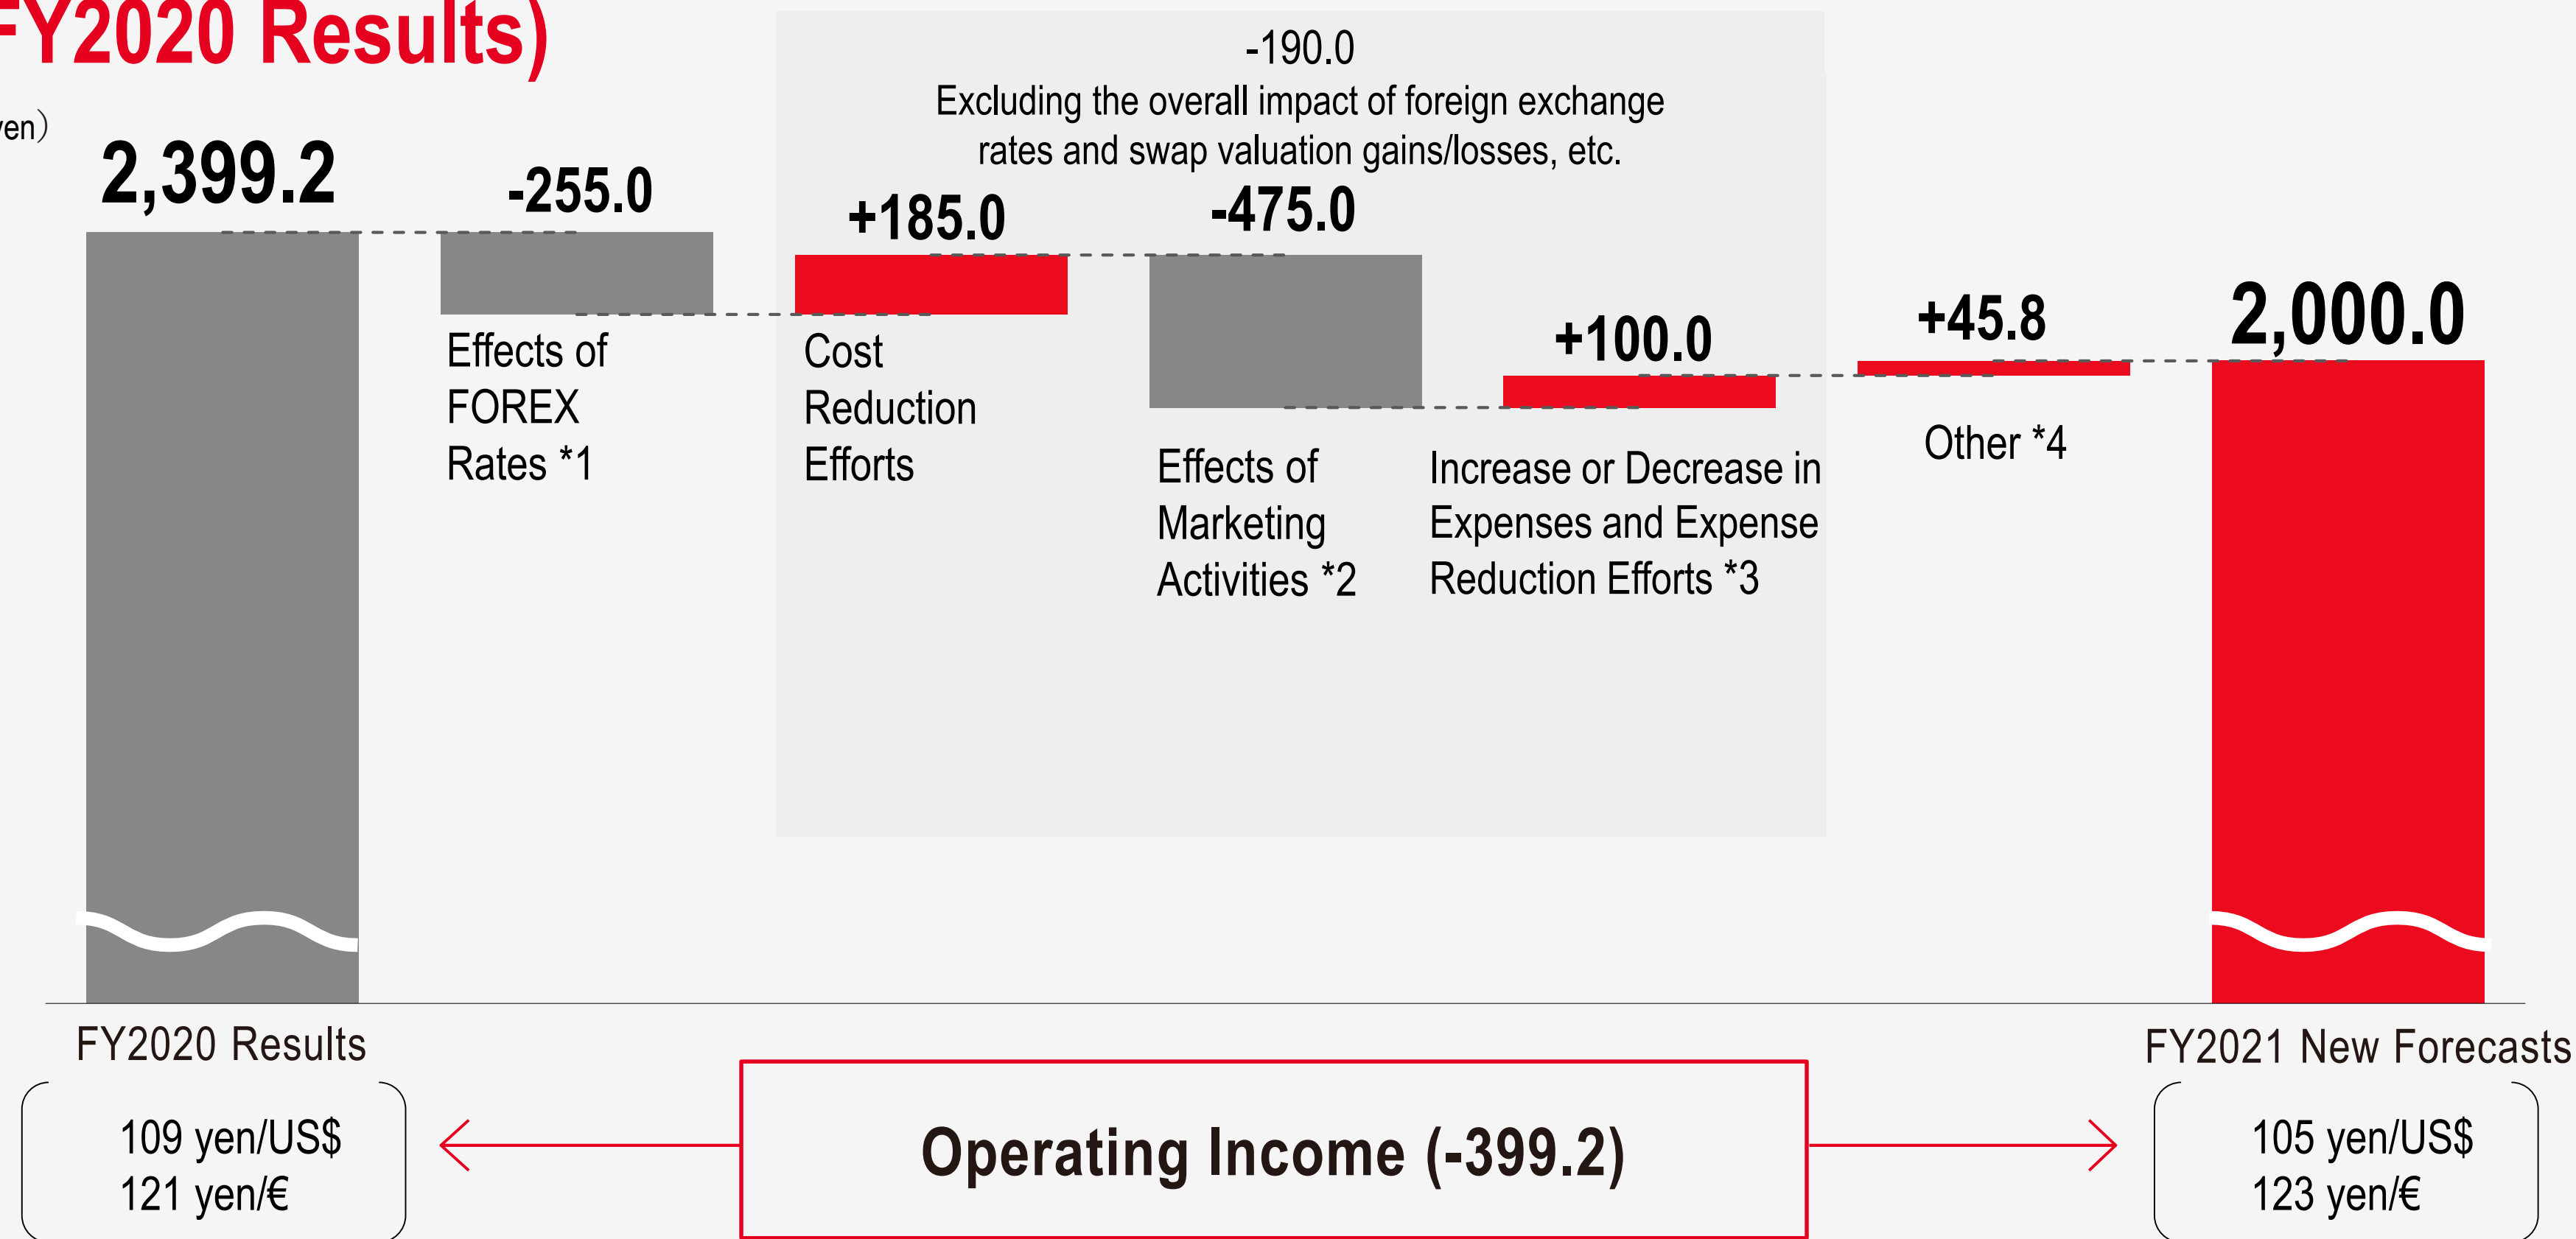 FY2020 Results)
yen)
-190.0
Excluding the overall impact of foreign exchange
rates and swap valuation gains/losses, etc.
2,399.2
-255.0
+185.0
-475.0
+100.0
+45.8
2,000.0
Effects of
FOREX
Rates *1
Cost
Reduction
Efforts
Effects of
Marketing
Activities *2
Increase or Decrease in
Expenses and Expense
Reduction Efforts *3
Other *4
FY2020 Results
109 yen/US$
121 yen/€
Operating Income (-399.2)
FY2021 New Forecasts
105 yen/US$
123 yen/€